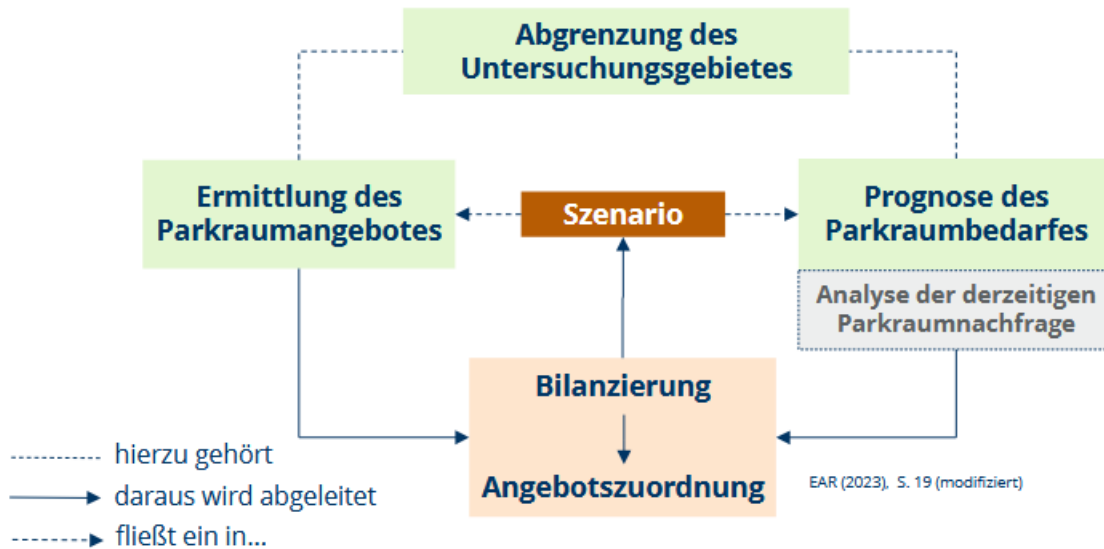 Abgrenzung des
Untersuchungsgebietes
Ermittlung des
Parkraumangebotes
Szenario
Prognose des
Parkraumbedarfes
Analyse der derzeitigen
Parkraumnachfrage
Bilanzierung
Angebotszuordnung
hierzu gehört
daraus wird abgeleitet
fließt ein in...
EAR (2023), S. 19 (modifiziert)